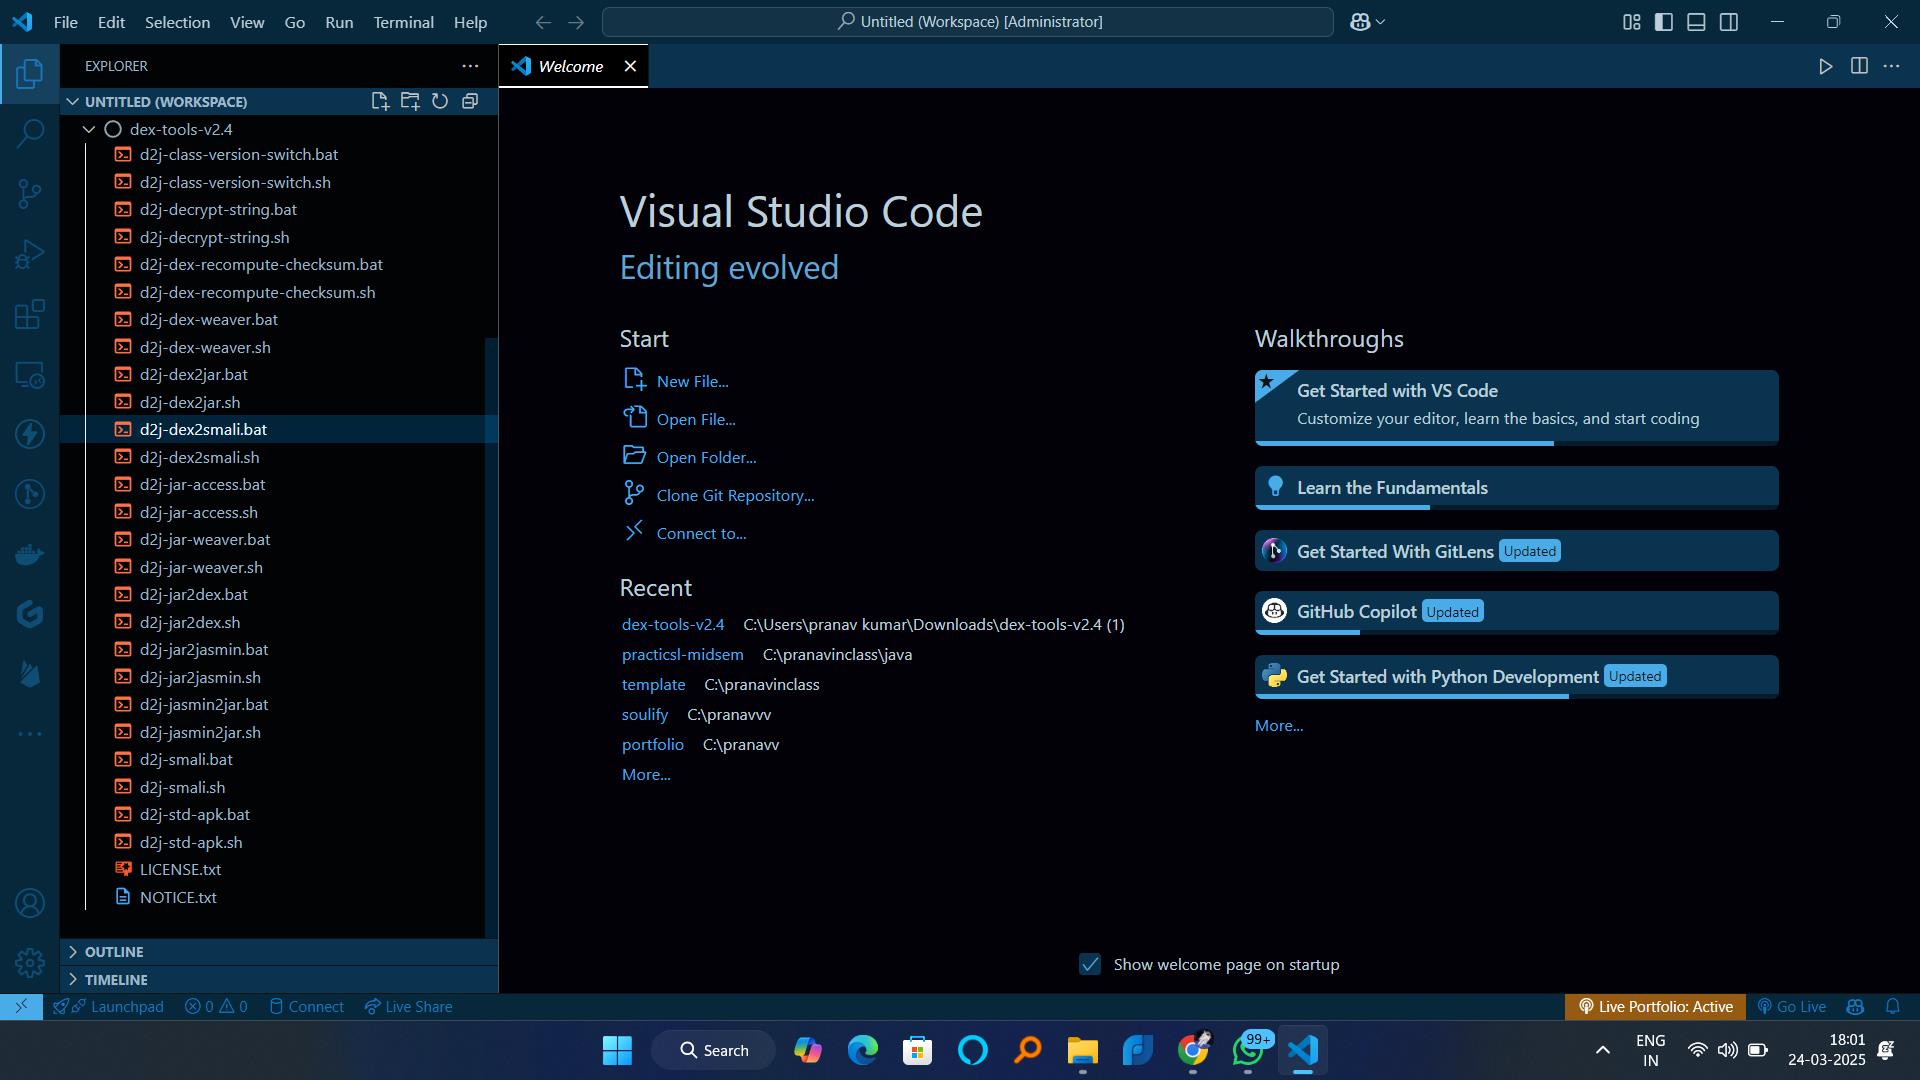 File Edit Selection View Go Run Terminal Help
Untitled (Workspace) [Administrator]
EXPLORER
Welcome
UNTITLED (WORKSPACE)
dex-tools-v2.4
d2j-class-version-switch.bat
d2j-class-version-switch.sh
d2j-decrypt-string.bat
d2j-decrypt-string.sh
d2j-dex-recompute-checksum.bat
d2j-dex-recompute-checksum.sh
d2j-dex-weaver.bat
d2j-dex-weaver.sh
d2j-dex2jar.bat
d2j-dex2jar.sh
d2j-dex2smali.bat
d2j-dex2smali.sh
d2j-jar-access.bat
d2j-jar-access.sh
d2j-jar-weaver.bat
d2j-jar-weaver.sh
d2j-jar2dex.bat
d2j-jar2dex.sh
d2j-jar2jasmin.bat
d2j-jar2jasmin.sh
d2j-jasmin2jar.bat
d2j-jasmin2jar.sh
d2j-smali.bat
d2j-smali.sh
d2j-std-apk.bat
d2j-std-apk.sh
LICENSE.txt
NOTICE.txt
OUTLINE
TIMELINE
Visual Studio Code
Editing evolved
Start
New File...
Open File...
Open Folder...
Clone Git Repository...
Connect to...
Recent
dex-tools-v2.4 C:\Users\pranav kumar\Downloads\dex-tools-v2.4 (1)
practicsl-midsem C:\pranavinclass\java
template C:\pranavinclass
soulify C:\pranavvv
portfolio C:\pranavv
More...
Walkthroughs
Get Started with VS Code
Customize your editor, learn the basics, and start coding
Learn the Fundamentals
Get Started With GitLens Updated
GitHub Copilot Updated
Get Started with Python Development Updated
More...
Show welcome page on startup
Launchpad 0 0 Connect Live Share
Live Portfolio: Active Go Live
Search
99+
ENG
IN
18:01
24-03-2025